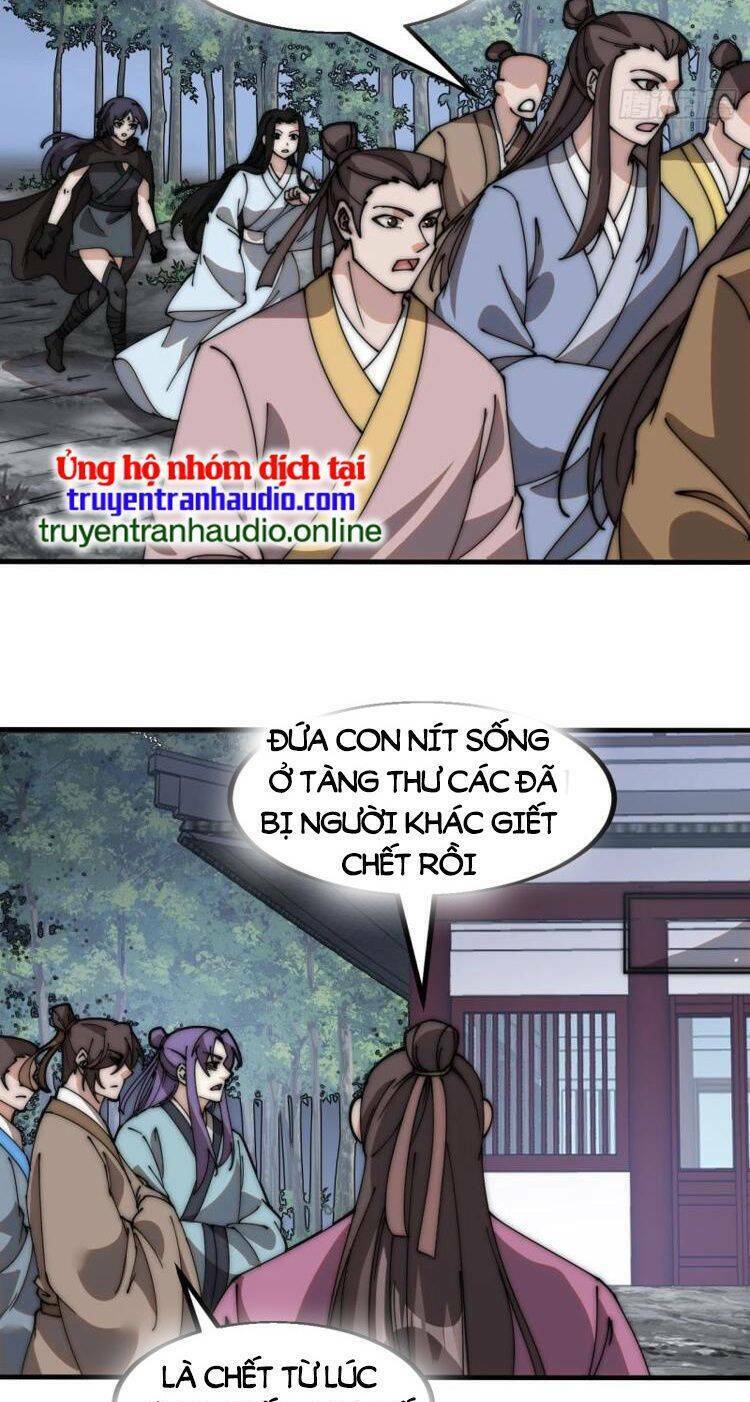 Ủng hộ nhóm dịch tại
truyentranhaudio.com
truyentranhaudio.online
ĐỨA CON NÍT SỐNG
Ở TÀNG THƯ CÁC ĐÃ
BỊ NGƯỜI KHÁC GIẾT
CHẾT RỒI
LÀ CHẾT TỪ LÚC